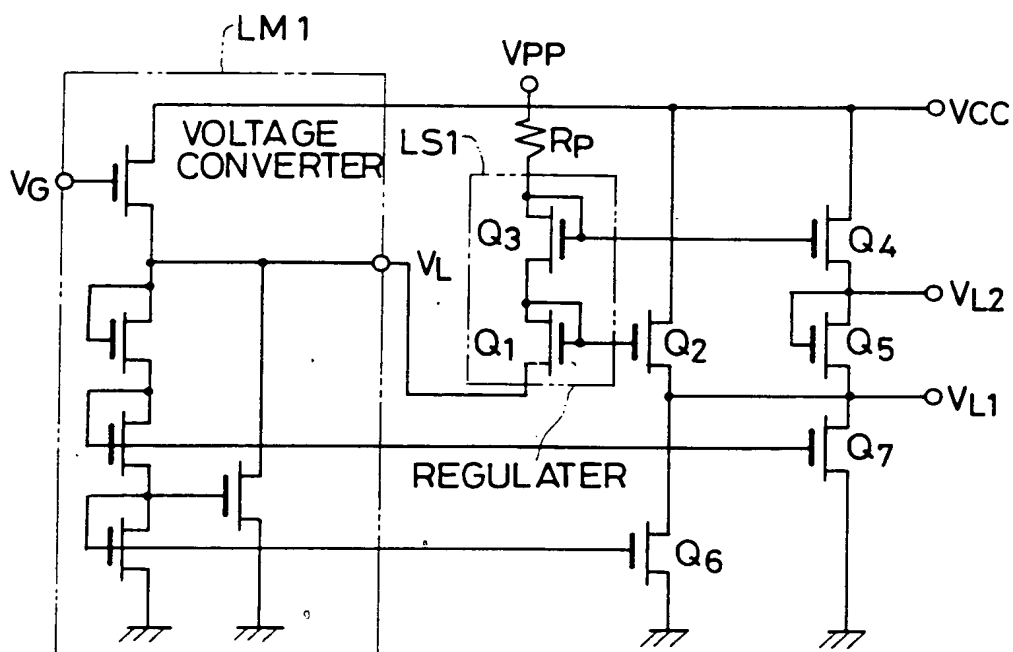 LM1
VPP
VCC
VOLTAGE
CONVERTER
LS1
RP
VG
Q3
Q4
VL
VL2
Q1
Q2
Q5
VL1
REGULATER
Q7
Q6